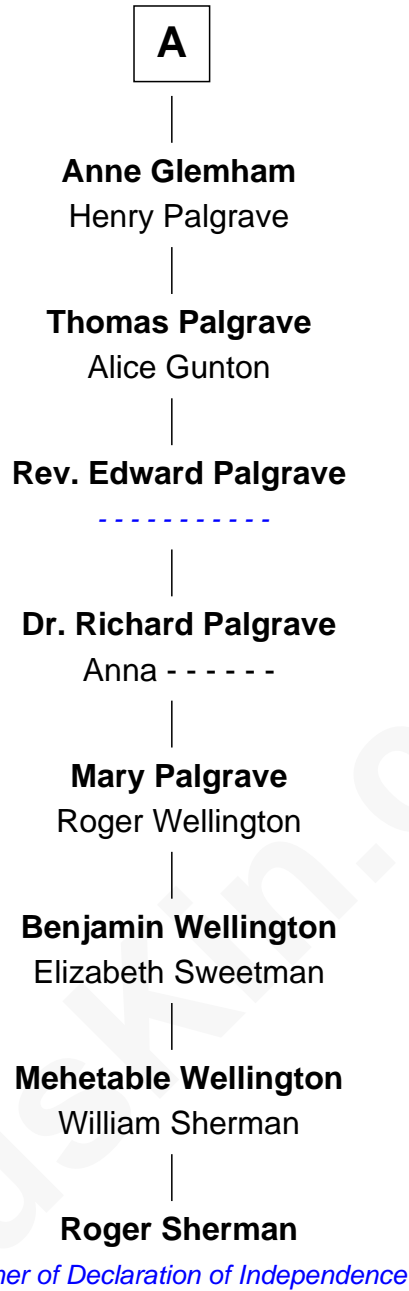 A
Anne Glemham
Henry Palgrave
Thomas Palgrave
Alice Gunton
Rev. Edward Palgrave
- - - - - - - - - - -
Dr. Richard Palgrave
Anna - - - - - -
Mary Palgrave
Roger Wellington
Benjamin Wellington
Elizabeth Sweetman
Mehetable Wellington
William Sherman
Roger Sherman
of Declaration of Independence